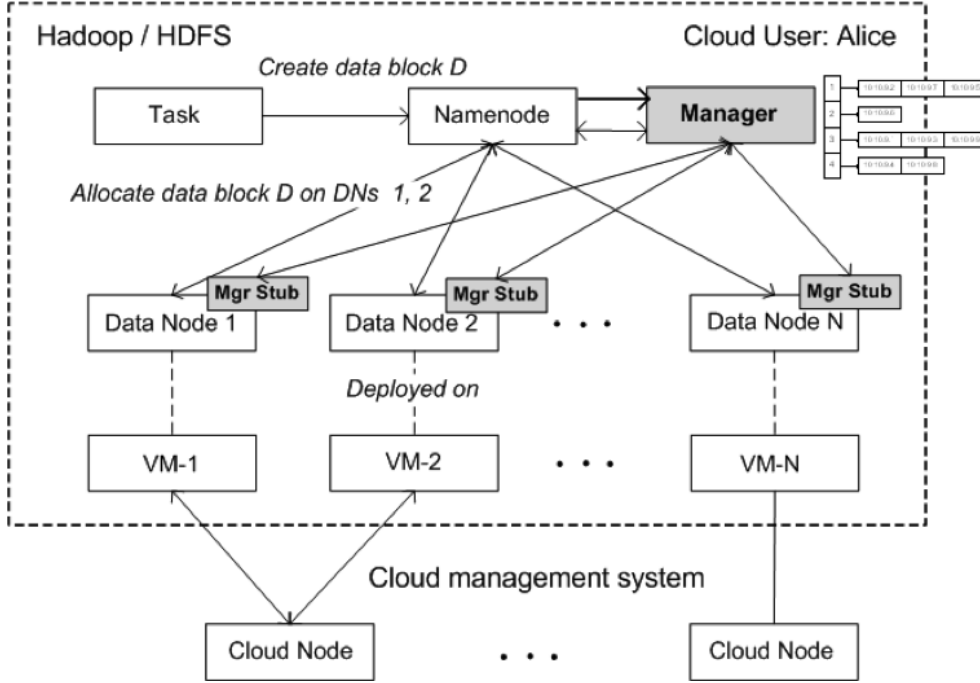 Hadoop / HDFS
Cloud User: Alice
Create data block D
Task
Namenode
Manager
1
2
3
4
Allocate data block D on DNs 1, 2
Mgr Stub
Mgr Stub
Mgr Stub
Data Node 1
Data Node 2
. . .
Data Node N
Deployed on
VM-1
VM-2
. . .
VM-N
Cloud management system
Cloud Node
. . .
Cloud Node